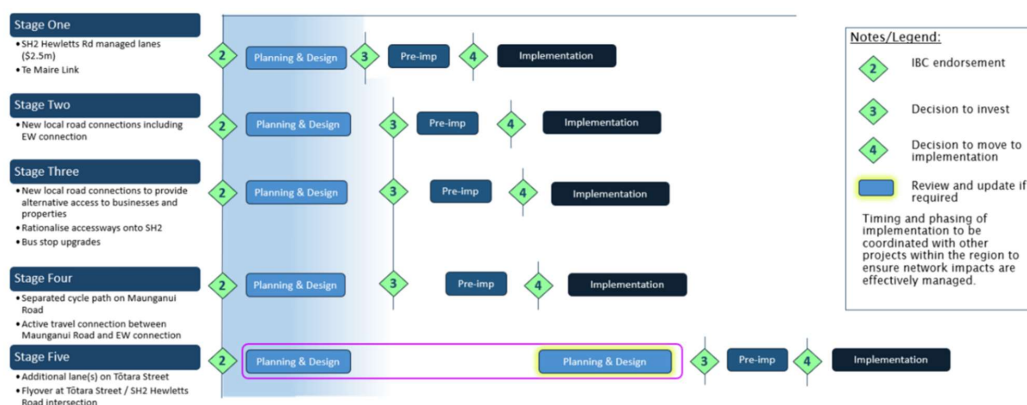 Stage One
• SH2 Hewletts Rd managed lanes
($2.5m)
• Te Maire Link
2
Planning & Design
3
Pre-imp
4
Implementation
Stage Two
• New local road connections including
EW connection
2
Planning & Design
3
Pre-imp
4
Implementation
Stage Three
• New local road connections to provide
alternative access to businesses and
properties
• Rationalise accessways onto SH2
• Bus stop upgrades
2
Planning & Design
3
Pre-imp
4
Implementation
Stage Four
• Separated cycle path on Maunganui
Road
• Active travel connection between
Maunganui Road and EW connection
2
Planning & Design
3
Pre-imp
4
Implementation
Stage Five
• Additional lane(s) on Tōtara Street
• Flyover at Tōtara Street / SH2 Hewletts
Road intersection
2
Planning & Design
Planning & Design
3
Pre-imp
4
Implementation
Notes/Legend:
2
IBC endorsement
3
Decision to invest
4
Decision to move to
implementation
Review and update if
required
Timing and phasing of
implementation to be
coordinated with other
projects within the region to
ensure network impacts are
effectively managed.